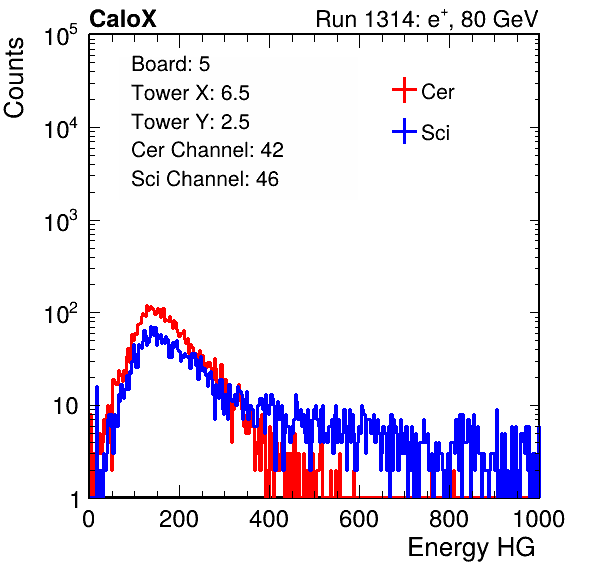 CaloX Run 1314: e⁺, 80 GeV
Counts
Board: 5
Tower X: 6.5
Tower Y: 2.5
Cer Channel: 42
Sci Channel: 46
Cer
Sci
10⁵
10⁴
10³
10²
10
1
0 200 400 600 800 1000
Energy HG